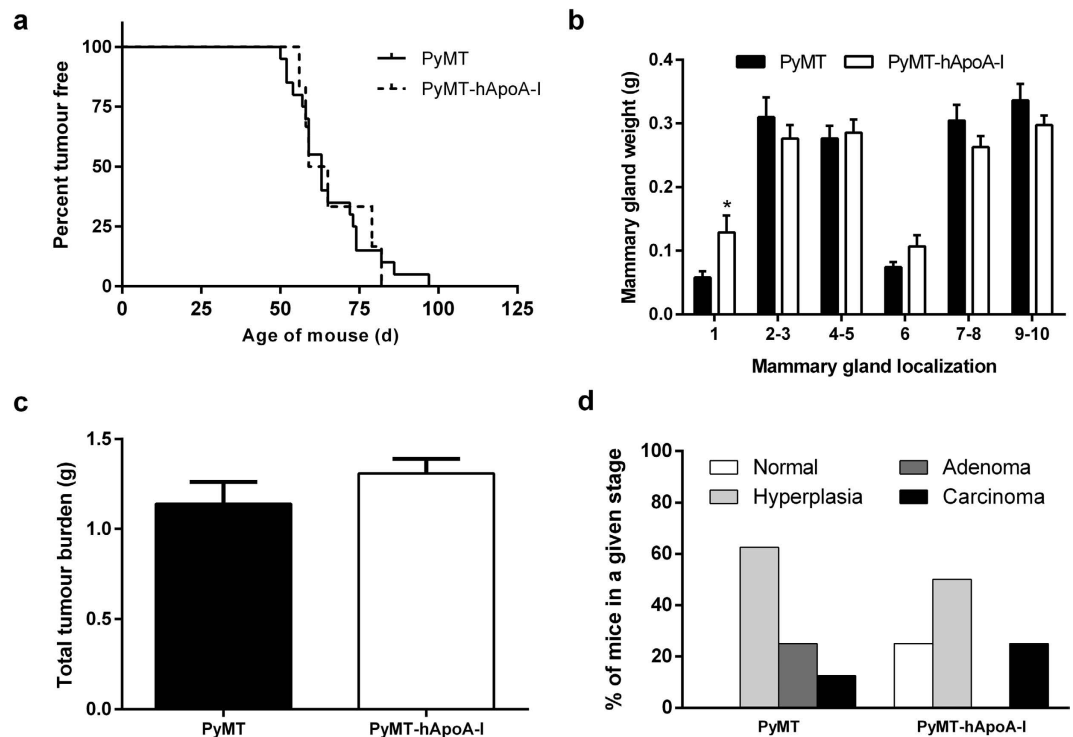 a
100
75
50
25
0
Percent tumour free
PyMT
PyMT-hApoA-I
0 25 50 75 100 125
Age of mouse (d)
b
PyMT PyMT-hApoA-I
0.4
0.3
0.2
0.1
0.0
Mammary gland weight (g)
*
1 2-3 4-5 6 7-8 9-10
Mammary gland localization
c
1.5
1.0
0.5
0.0
Total tumour burden (g)
PyMT PyMT-hApoA-I
d
100
80
60
40
20
0
% of mice in a given stage
Normal Adenoma
Hyperplasia Carcinoma
PyMT PyMT-hApoA-I